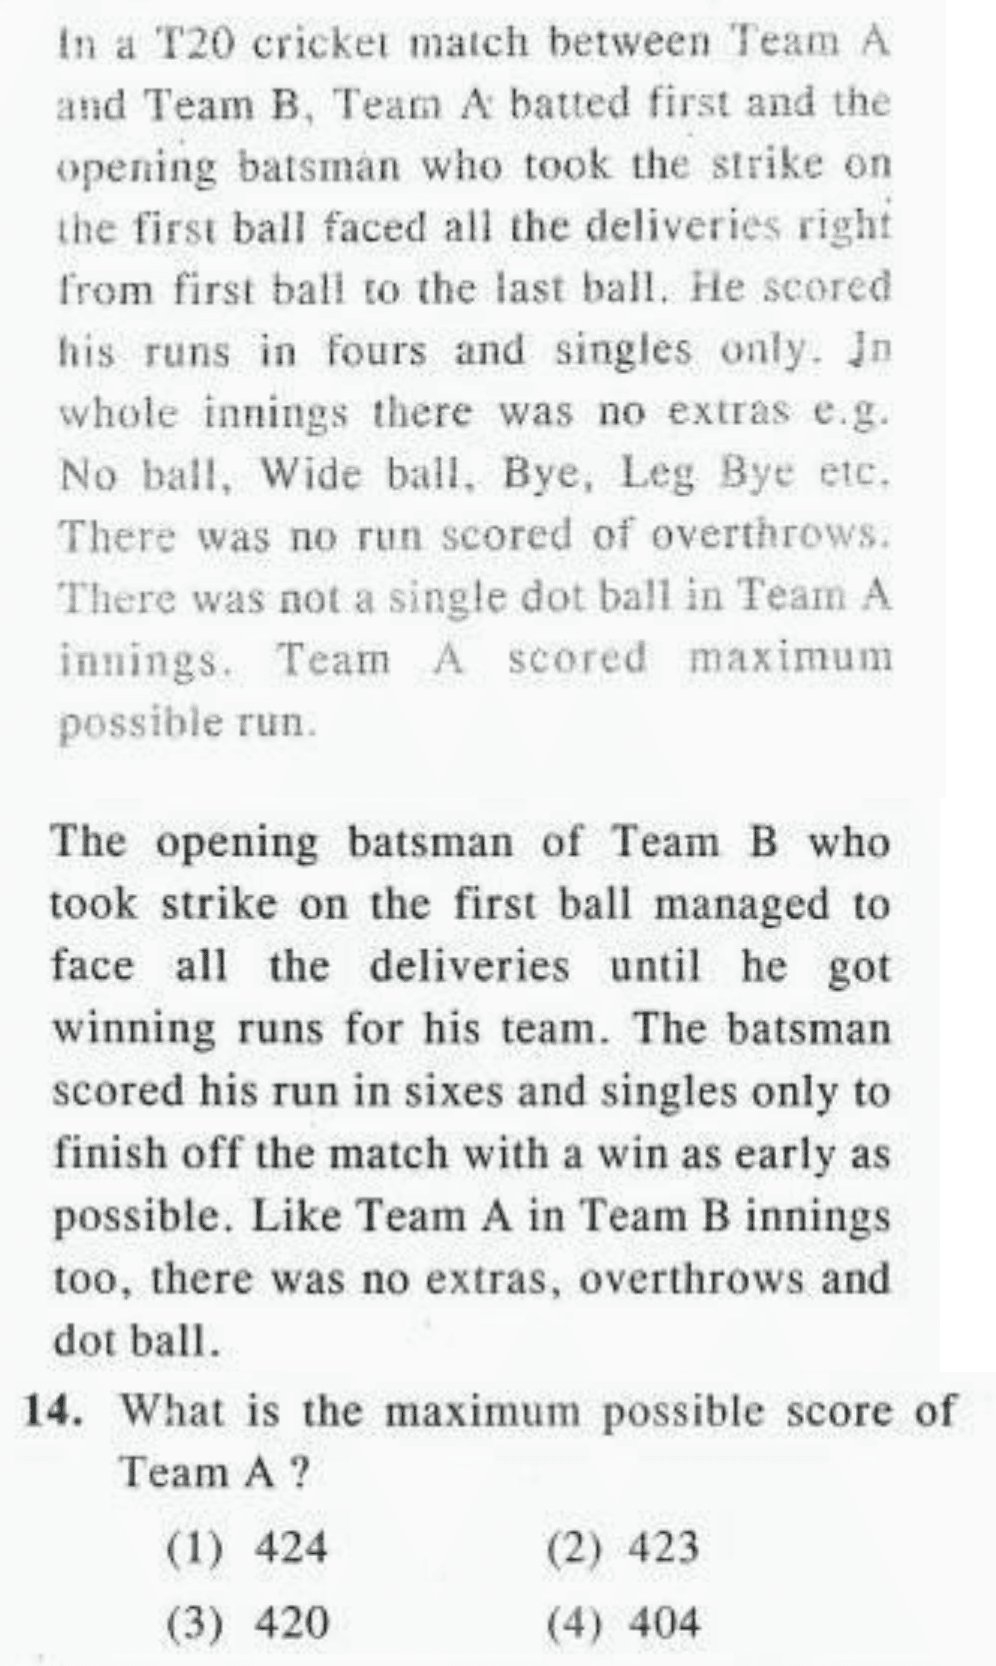 In a T20 cricket match between Team A
and Team B, Team A batted first and the
opening batsman who took the strike on
the first ball faced all the deliveries right
from first ball to the last ball. He scored
his runs in fours and singles only. In
whole innings there was no extras e.g.
No ball, Wide ball, Bye, Leg Bye etc.
There was no run scored of overthrows.
There was not a single dot ball in Team A
innings. Team A scored maximum
possible run.
The opening batsman of Team B who
took strike on the first ball managed to
face all the deliveries until he got
winning runs for his team. The batsman
scored his run in sixes and singles only to
finish off the match with a win as early as
possible. Like Team A in Team B innings
too, there was no extras, overthrows and
dot ball.
14. What is the maximum possible score of
Team A ?
(1) 424 (2) 423
(3) 420 (4) 404